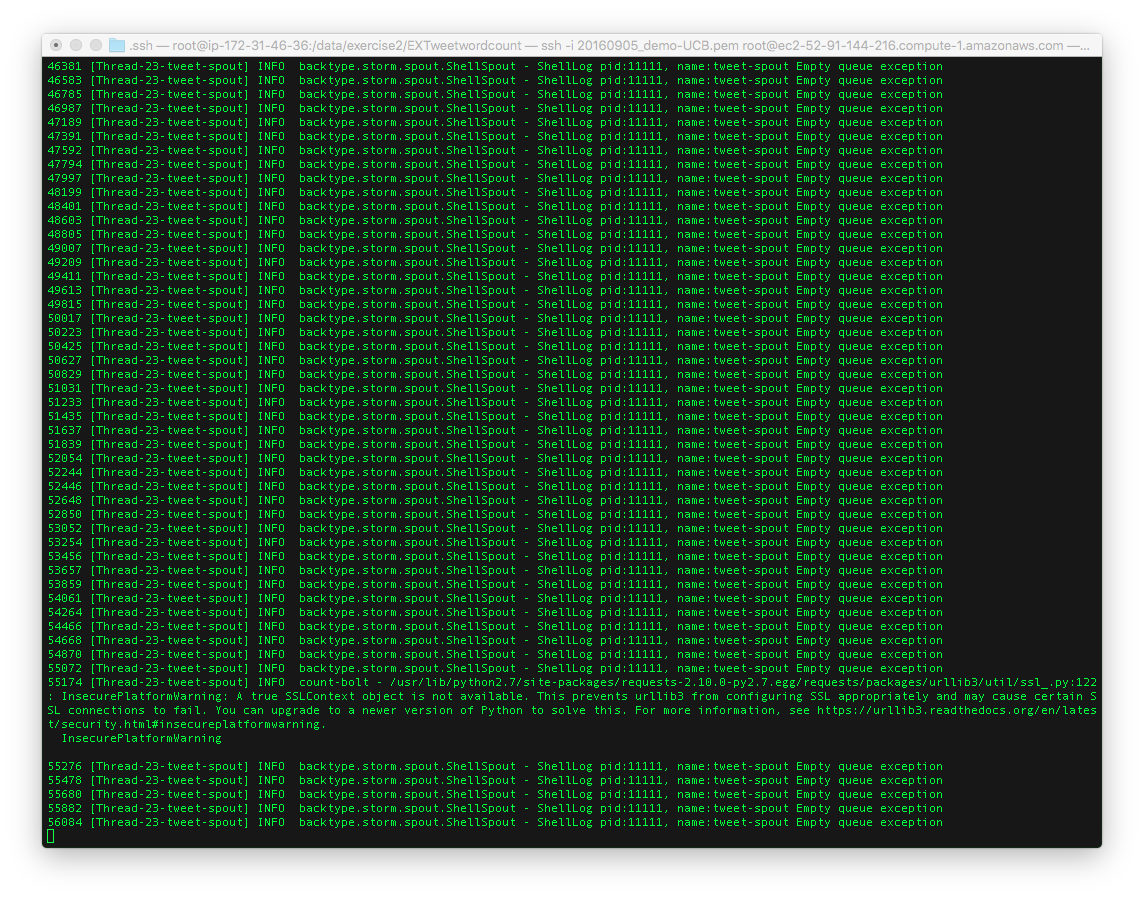 .ssh — root@ip-172-31-46-36:/data/exercise2/EXTweetwordcount — ssh -i 20160905_demo-UCB.pem root@ec2-52-91-144-216.compute-1.amazonaws.com —...
46381 [Thread-23-tweet-spout] INFO  backtype.storm.spout.ShellSpout - ShellLog pid:11111, name:tweet-spout Empty queue exception
46583 [Thread-23-tweet-spout] INFO  backtype.storm.spout.ShellSpout - ShellLog pid:11111, name:tweet-spout Empty queue exception
46785 [Thread-23-tweet-spout] INFO  backtype.storm.spout.ShellSpout - ShellLog pid:11111, name:tweet-spout Empty queue exception
46987 [Thread-23-tweet-spout] INFO  backtype.storm.spout.ShellSpout - ShellLog pid:11111, name:tweet-spout Empty queue exception
47189 [Thread-23-tweet-spout] INFO  backtype.storm.spout.ShellSpout - ShellLog pid:11111, name:tweet-spout Empty queue exception
47391 [Thread-23-tweet-spout] INFO  backtype.storm.spout.ShellSpout - ShellLog pid:11111, name:tweet-spout Empty queue exception
47592 [Thread-23-tweet-spout] INFO  backtype.storm.spout.ShellSpout - ShellLog pid:11111, name:tweet-spout Empty queue exception
47794 [Thread-23-tweet-spout] INFO  backtype.storm.spout.ShellSpout - ShellLog pid:11111, name:tweet-spout Empty queue exception
47997 [Thread-23-tweet-spout] INFO  backtype.storm.spout.ShellSpout - ShellLog pid:11111, name:tweet-spout Empty queue exception
48199 [Thread-23-tweet-spout] INFO  backtype.storm.spout.ShellSpout - ShellLog pid:11111, name:tweet-spout Empty queue exception
48401 [Thread-23-tweet-spout] INFO  backtype.storm.spout.ShellSpout - ShellLog pid:11111, name:tweet-spout Empty queue exception
48603 [Thread-23-tweet-spout] INFO  backtype.storm.spout.ShellSpout - ShellLog pid:11111, name:tweet-spout Empty queue exception
48805 [Thread-23-tweet-spout] INFO  backtype.storm.spout.ShellSpout - ShellLog pid:11111, name:tweet-spout Empty queue exception
49007 [Thread-23-tweet-spout] INFO  backtype.storm.spout.ShellSpout - ShellLog pid:11111, name:tweet-spout Empty queue exception
49209 [Thread-23-tweet-spout] INFO  backtype.storm.spout.ShellSpout - ShellLog pid:11111, name:tweet-spout Empty queue exception
49411 [Thread-23-tweet-spout] INFO  backtype.storm.spout.ShellSpout - ShellLog pid:11111, name:tweet-spout Empty queue exception
49613 [Thread-23-tweet-spout] INFO  backtype.storm.spout.ShellSpout - ShellLog pid:11111, name:tweet-spout Empty queue exception
49815 [Thread-23-tweet-spout] INFO  backtype.storm.spout.ShellSpout - ShellLog pid:11111, name:tweet-spout Empty queue exception
50017 [Thread-23-tweet-spout] INFO  backtype.storm.spout.ShellSpout - ShellLog pid:11111, name:tweet-spout Empty queue exception
50223 [Thread-23-tweet-spout] INFO  backtype.storm.spout.ShellSpout - ShellLog pid:11111, name:tweet-spout Empty queue exception
50425 [Thread-23-tweet-spout] INFO  backtype.storm.spout.ShellSpout - ShellLog pid:11111, name:tweet-spout Empty queue exception
50627 [Thread-23-tweet-spout] INFO  backtype.storm.spout.ShellSpout - ShellLog pid:11111, name:tweet-spout Empty queue exception
50829 [Thread-23-tweet-spout] INFO  backtype.storm.spout.ShellSpout - ShellLog pid:11111, name:tweet-spout Empty queue exception
51031 [Thread-23-tweet-spout] INFO  backtype.storm.spout.ShellSpout - ShellLog pid:11111, name:tweet-spout Empty queue exception
51233 [Thread-23-tweet-spout] INFO  backtype.storm.spout.ShellSpout - ShellLog pid:11111, name:tweet-spout Empty queue exception
51435 [Thread-23-tweet-spout] INFO  backtype.storm.spout.ShellSpout - ShellLog pid:11111, name:tweet-spout Empty queue exception
51637 [Thread-23-tweet-spout] INFO  backtype.storm.spout.ShellSpout - ShellLog pid:11111, name:tweet-spout Empty queue exception
51839 [Thread-23-tweet-spout] INFO  backtype.storm.spout.ShellSpout - ShellLog pid:11111, name:tweet-spout Empty queue exception
52054 [Thread-23-tweet-spout] INFO  backtype.storm.spout.ShellSpout - ShellLog pid:11111, name:tweet-spout Empty queue exception
52244 [Thread-23-tweet-spout] INFO  backtype.storm.spout.ShellSpout - ShellLog pid:11111, name:tweet-spout Empty queue exception
52446 [Thread-23-tweet-spout] INFO  backtype.storm.spout.ShellSpout - ShellLog pid:11111, name:tweet-spout Empty queue exception
52648 [Thread-23-tweet-spout] INFO  backtype.storm.spout.ShellSpout - ShellLog pid:11111, name:tweet-spout Empty queue exception
52850 [Thread-23-tweet-spout] INFO  backtype.storm.spout.ShellSpout - ShellLog pid:11111, name:tweet-spout Empty queue exception
53052 [Thread-23-tweet-spout] INFO  backtype.storm.spout.ShellSpout - ShellLog pid:11111, name:tweet-spout Empty queue exception
53254 [Thread-23-tweet-spout] INFO  backtype.storm.spout.ShellSpout - ShellLog pid:11111, name:tweet-spout Empty queue exception
53456 [Thread-23-tweet-spout] INFO  backtype.storm.spout.ShellSpout - ShellLog pid:11111, name:tweet-spout Empty queue exception
53657 [Thread-23-tweet-spout] INFO  backtype.storm.spout.ShellSpout - ShellLog pid:11111, name:tweet-spout Empty queue exception
53859 [Thread-23-tweet-spout] INFO  backtype.storm.spout.ShellSpout - ShellLog pid:11111, name:tweet-spout Empty queue exception
54061 [Thread-23-tweet-spout] INFO  backtype.storm.spout.ShellSpout - ShellLog pid:11111, name:tweet-spout Empty queue exception
54264 [Thread-23-tweet-spout] INFO  backtype.storm.spout.ShellSpout - ShellLog pid:11111, name:tweet-spout Empty queue exception
54466 [Thread-23-tweet-spout] INFO  backtype.storm.spout.ShellSpout - ShellLog pid:11111, name:tweet-spout Empty queue exception
54668 [Thread-23-tweet-spout] INFO  backtype.storm.spout.ShellSpout - ShellLog pid:11111, name:tweet-spout Empty queue exception
54870 [Thread-23-tweet-spout] INFO  backtype.storm.spout.ShellSpout - ShellLog pid:11111, name:tweet-spout Empty queue exception
55072 [Thread-23-tweet-spout] INFO  backtype.storm.spout.ShellSpout - ShellLog pid:11111, name:tweet-spout Empty queue exception
55174 [Thread-23-tweet-spout] INFO  count-bolt - /usr/lib/python2.7/site-packages/requests-2.10.0-py2.7.egg/requests/packages/urllib3/util/ssl_.py:122
: InsecurePlatformWarning: A true SSLContext object is not available. This prevents urllib3 from configuring SSL appropriately and may cause certain S
SL connections to fail. You can upgrade to a newer version of Python to solve this. For more information, see https://urllib3.readthedocs.org/en/lates
t/security.html#insecureplatformwarning.
  InsecurePlatformWarning
55276 [Thread-23-tweet-spout] INFO  backtype.storm.spout.ShellSpout - ShellLog pid:11111, name:tweet-spout Empty queue exception
55478 [Thread-23-tweet-spout] INFO  backtype.storm.spout.ShellSpout - ShellLog pid:11111, name:tweet-spout Empty queue exception
55680 [Thread-23-tweet-spout] INFO  backtype.storm.spout.ShellSpout - ShellLog pid:11111, name:tweet-spout Empty queue exception
55882 [Thread-23-tweet-spout] INFO  backtype.storm.spout.ShellSpout - ShellLog pid:11111, name:tweet-spout Empty queue exception
56084 [Thread-23-tweet-spout] INFO  backtype.storm.spout.ShellSpout - ShellLog pid:11111, name:tweet-spout Empty queue exception